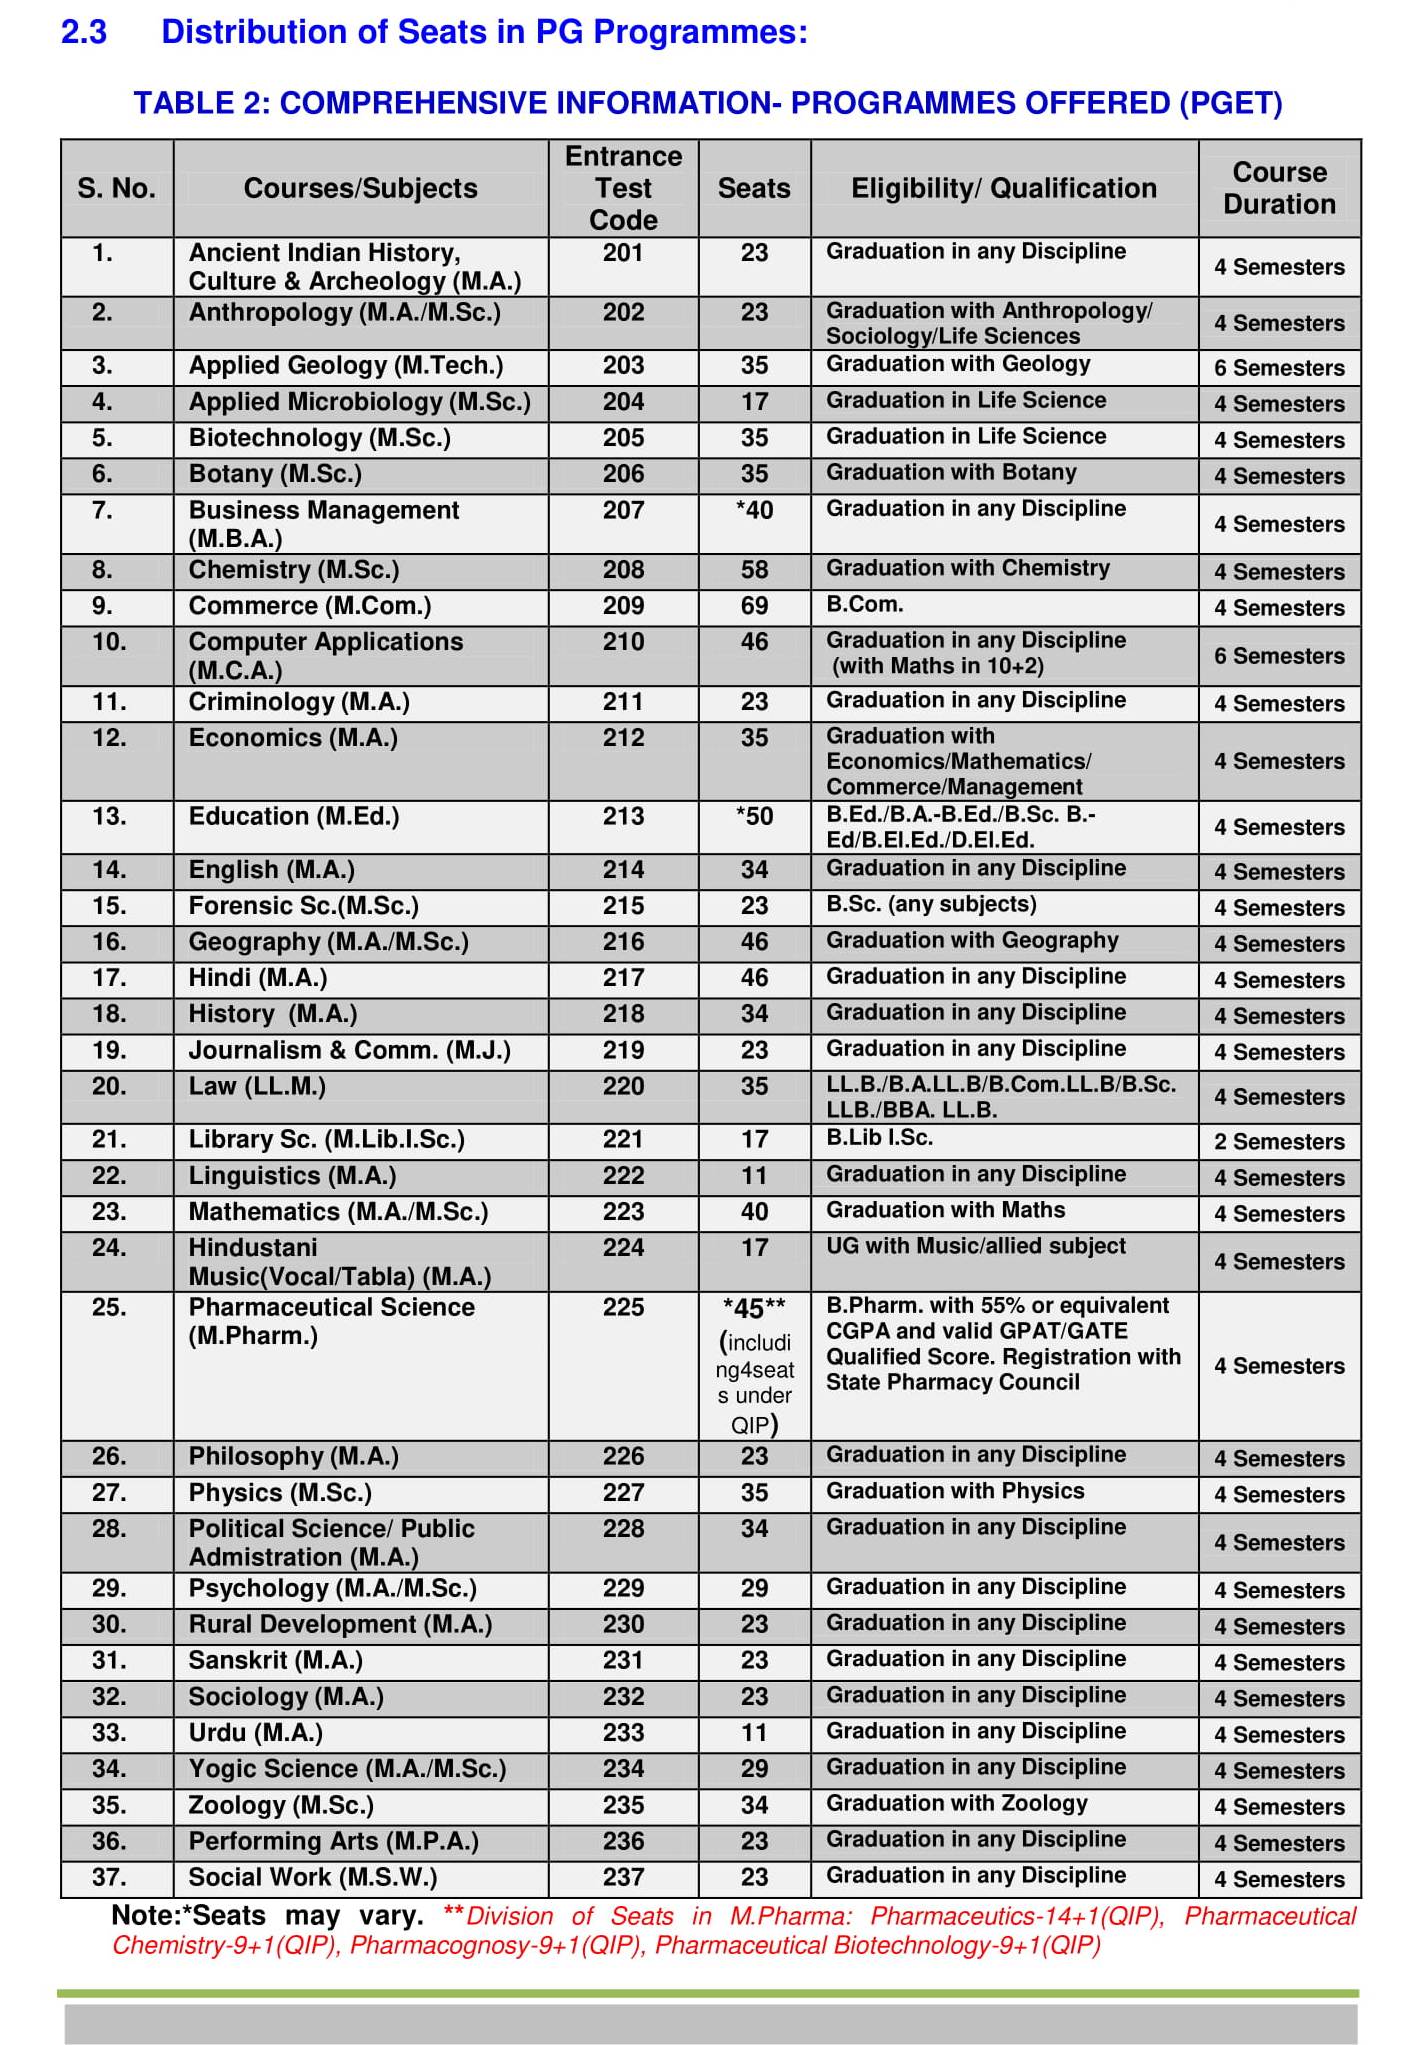 2.3 Distribution of Seats in PG Programmes:
TABLE 2: COMPREHENSIVE INFORMATION- PROGRAMMES OFFERED (PGET)
S. No. Courses/Subjects Entrance Test Code Seats Eligibility/ Qualification Course Duration
1. Ancient Indian History, Culture & Archeology (M.A.) 201 23 Graduation in any Discipline 4 Semesters
2. Anthropology (M.A./M.Sc.) 202 23 Graduation with Anthropology/ Sociology/Life Sciences 4 Semesters
3. Applied Geology (M.Tech.) 203 35 Graduation with Geology 6 Semesters
4. Applied Microbiology (M.Sc.) 204 17 Graduation in Life Science 4 Semesters
5. Biotechnology (M.Sc.) 205 35 Graduation in Life Science 4 Semesters
6. Botany (M.Sc.) 206 35 Graduation with Botany 4 Semesters
7. Business Management (M.B.A.) 207 *40 Graduation in any Discipline 4 Semesters
8. Chemistry (M.Sc.) 208 58 Graduation with Chemistry 4 Semesters
9. Commerce (M.Com.) 209 69 B.Com. 4 Semesters
10. Computer Applications (M.C.A.) 210 46 Graduation in any Discipline (with Maths in 10+2) 6 Semesters
11. Criminology (M.A.) 211 23 Graduation in any Discipline 4 Semesters
12. Economics (M.A.) 212 35 Graduation with Economics/Mathematics/ Commerce/Management 4 Semesters
13. Education (M.Ed.) 213 *50 B.Ed./B.A.-B.Ed./B.Sc. B.- Ed/B.El.Ed./D.El.Ed. 4 Semesters
14. English (M.A.) 214 34 Graduation in any Discipline 4 Semesters
15. Forensic Sc.(M.Sc.) 215 23 B.Sc. (any subjects) 4 Semesters
16. Geography (M.A./M.Sc.) 216 46 Graduation with Geography 4 Semesters
17. Hindi (M.A.) 217 46 Graduation in any Discipline 4 Semesters
18. History (M.A.) 218 34 Graduation in any Discipline 4 Semesters
19. Journalism & Comm. (M.J.) 219 23 Graduation in any Discipline 4 Semesters
20. Law (LL.M.) 220 35 LL.B./B.A.LL.B/B.Com.LL.B/B.Sc. LLB./BBA. LL.B. 4 Semesters
21. Library Sc. (M.Lib.I.Sc.) 221 17 B.Lib I.Sc. 2 Semesters
22. Linguistics (M.A.) 222 11 Graduation in any Discipline 4 Semesters
23. Mathematics (M.A./M.Sc.) 223 40 Graduation with Maths 4 Semesters
24. Hindustani Music(Vocal/Tabla) (M.A.) 224 17 UG with Music/allied subject 4 Semesters
25. Pharmaceutical Science (M.Pharm.) 225 *45** (includi ng4seat s under QIP) B.Pharm. with 55% or equivalent CGPA and valid GPAT/GATE Qualified Score. Registration with State Pharmacy Council 4 Semesters
26. Philosophy (M.A.) 226 23 Graduation in any Discipline 4 Semesters
27. Physics (M.Sc.) 227 35 Graduation with Physics 4 Semesters
28. Political Science/ Public Admistration (M.A.) 228 34 Graduation in any Discipline 4 Semesters
29. Psychology (M.A./M.Sc.) 229 29 Graduation in any Discipline 4 Semesters
30. Rural Development (M.A.) 230 23 Graduation in any Discipline 4 Semesters
31. Sanskrit (M.A.) 231 23 Graduation in any Discipline 4 Semesters
32. Sociology (M.A.) 232 23 Graduation in any Discipline 4 Semesters
33. Urdu (M.A.) 233 11 Graduation in any Discipline 4 Semesters
34. Yogic Science (M.A./M.Sc.) 234 29 Graduation in any Discipline 4 Semesters
35. Zoology (M.Sc.) 235 34 Graduation with Zoology 4 Semesters
36. Performing Arts (M.P.A.) 236 23 Graduation in any Discipline 4 Semesters
37. Social Work (M.S.W.) 237 23 Graduation in any Discipline 4 Semesters
Note:*Seats may vary. **Division of Seats in M.Pharma: Pharmaceutics-14+1(QIP), Pharmaceutical
Chemistry-9+1(QIP), Pharmacognosy-9+1(QIP), Pharmaceutical Biotechnology-9+1(QIP)